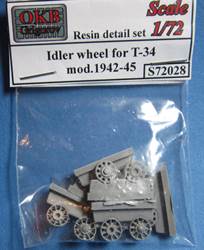 OKB
Grigorov
Resin detail set
Scale
1/72
Idler wheel for T-34
mod.1942-45
S72028